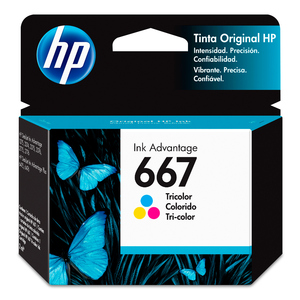 hp
Tinta Original HP
Intensidad. Precisión.
Confiabilidad.
Vibrante. Precisa.
Confiável.
Ink Advantage
667
Tricolor
Colorido
Tri-color